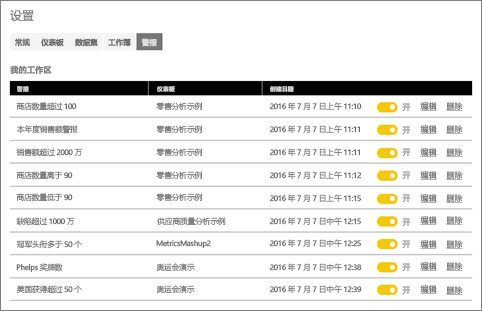 设置
常规 仪表板 数据集 工作簿 警报
我的工作区
警报 仪表板 创建日期
商店数量超过 100 零售分析示例 2016 年 7 月 7 日上午 11:10 开 编辑 删除
本年度销售额警报 零售分析示例 2016 年 7 月 7 日上午 11:11 开 编辑 删除
销售额超过 2000 万 零售分析示例 2016 年 7 月 7 日上午 11:11 开 编辑 删除
商店数量高于 90 零售分析示例 2016 年 7 月 7 日上午 11:12 开 编辑 删除
商店数量低于 90 零售分析示例 2016 年 7 月 7 日上午 11:15 开 编辑 删除
缺陷超过 1000 万 供应商质量分析示例 2016 年 7 月 7 日中午 12:15 开 编辑 删除
冠军头衔多于 50 个 MetricsMashup2 2016 年 7 月 7 日中午 12:25 开 编辑 删除
Phelps 奖牌数 奥运会演示 2016 年 7 月 7 日中午 12:38 开 编辑 删除
美国获得超过 50 个 奥运会演示 2016 年 7 月 7 日中午 12:39 开 编辑 删除